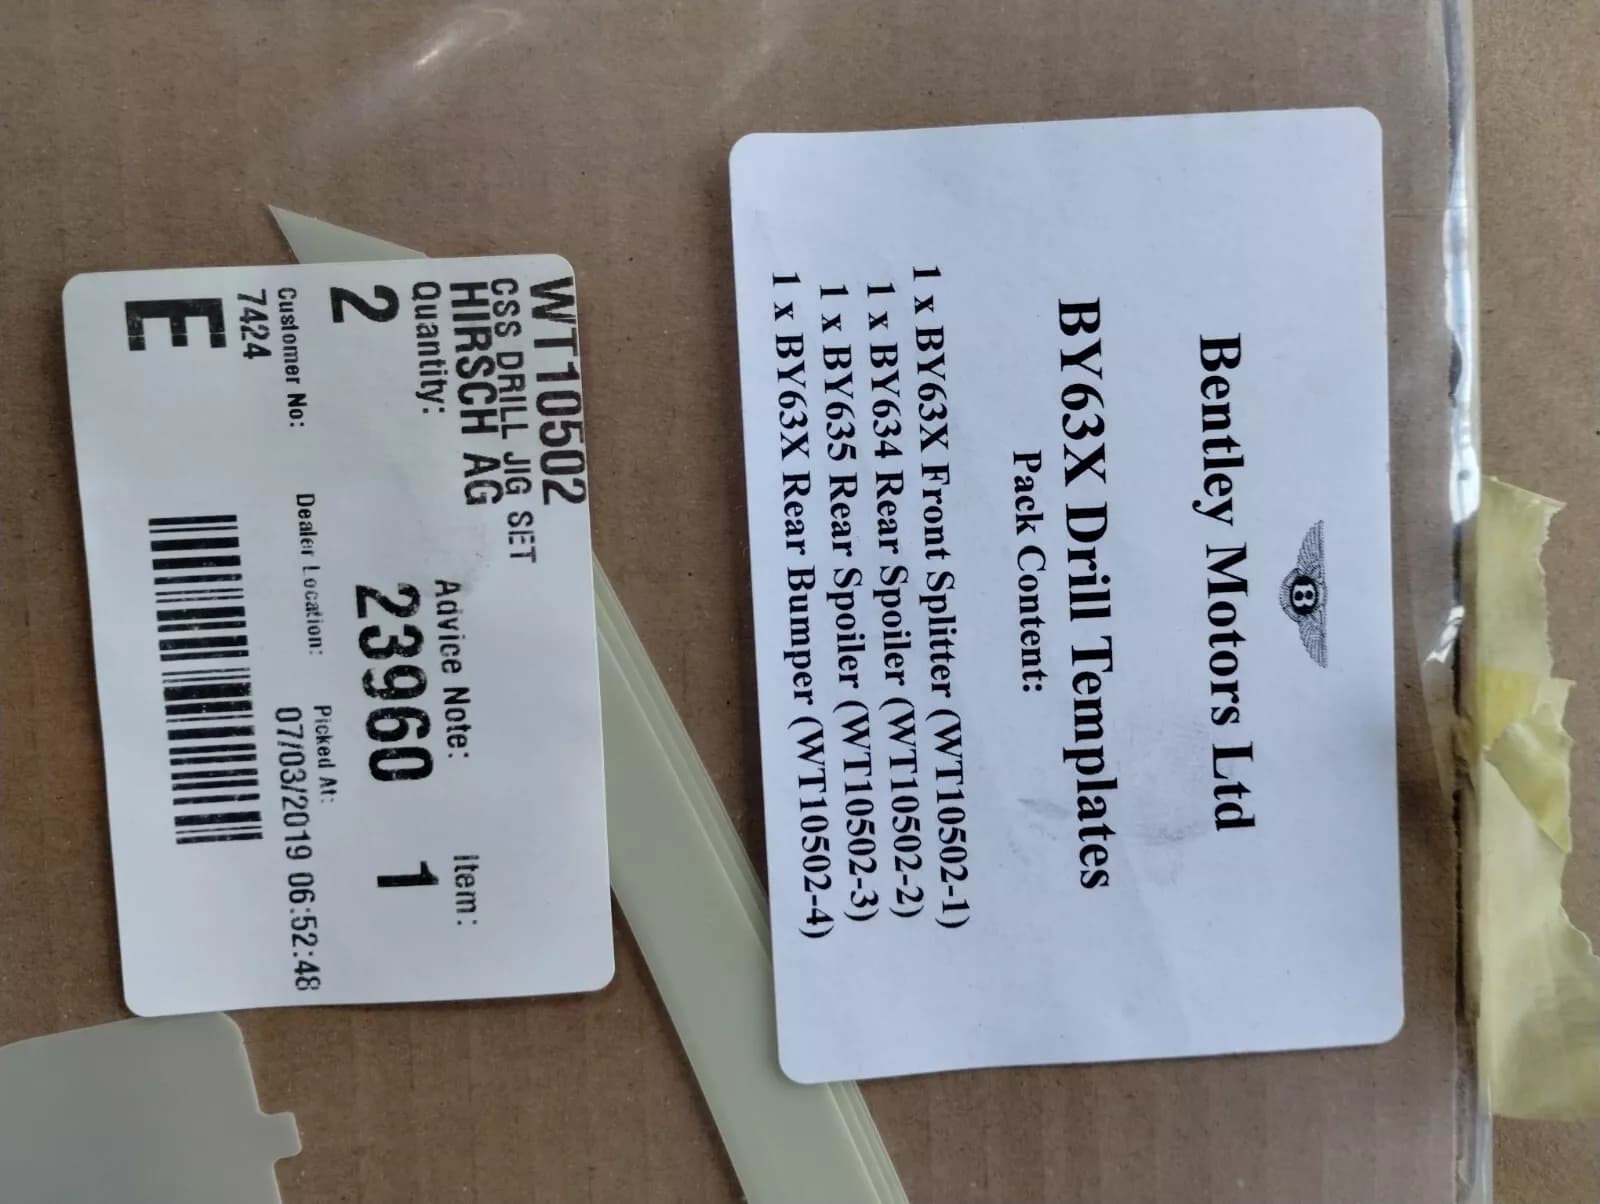 B
Bentley Motors Ltd
BY63X Drill Templates
Pack Content:
1 x BY63X Front Splitter (WT10502-1)
1 x BY634 Rear Spoiler (WT10502-2)
1 x BY635 Rear Spoiler (WT10502-3)
1 x BY63X Rear Bumper (WT10502-4)
WT10502
CSS DRILL JIG SET
HIRSCH AG
Quantity: Advice Note: Item:
2 23960 1
Customer No: Dealer Location: Picked At:
7424 07/03/2019 06:52:48
E